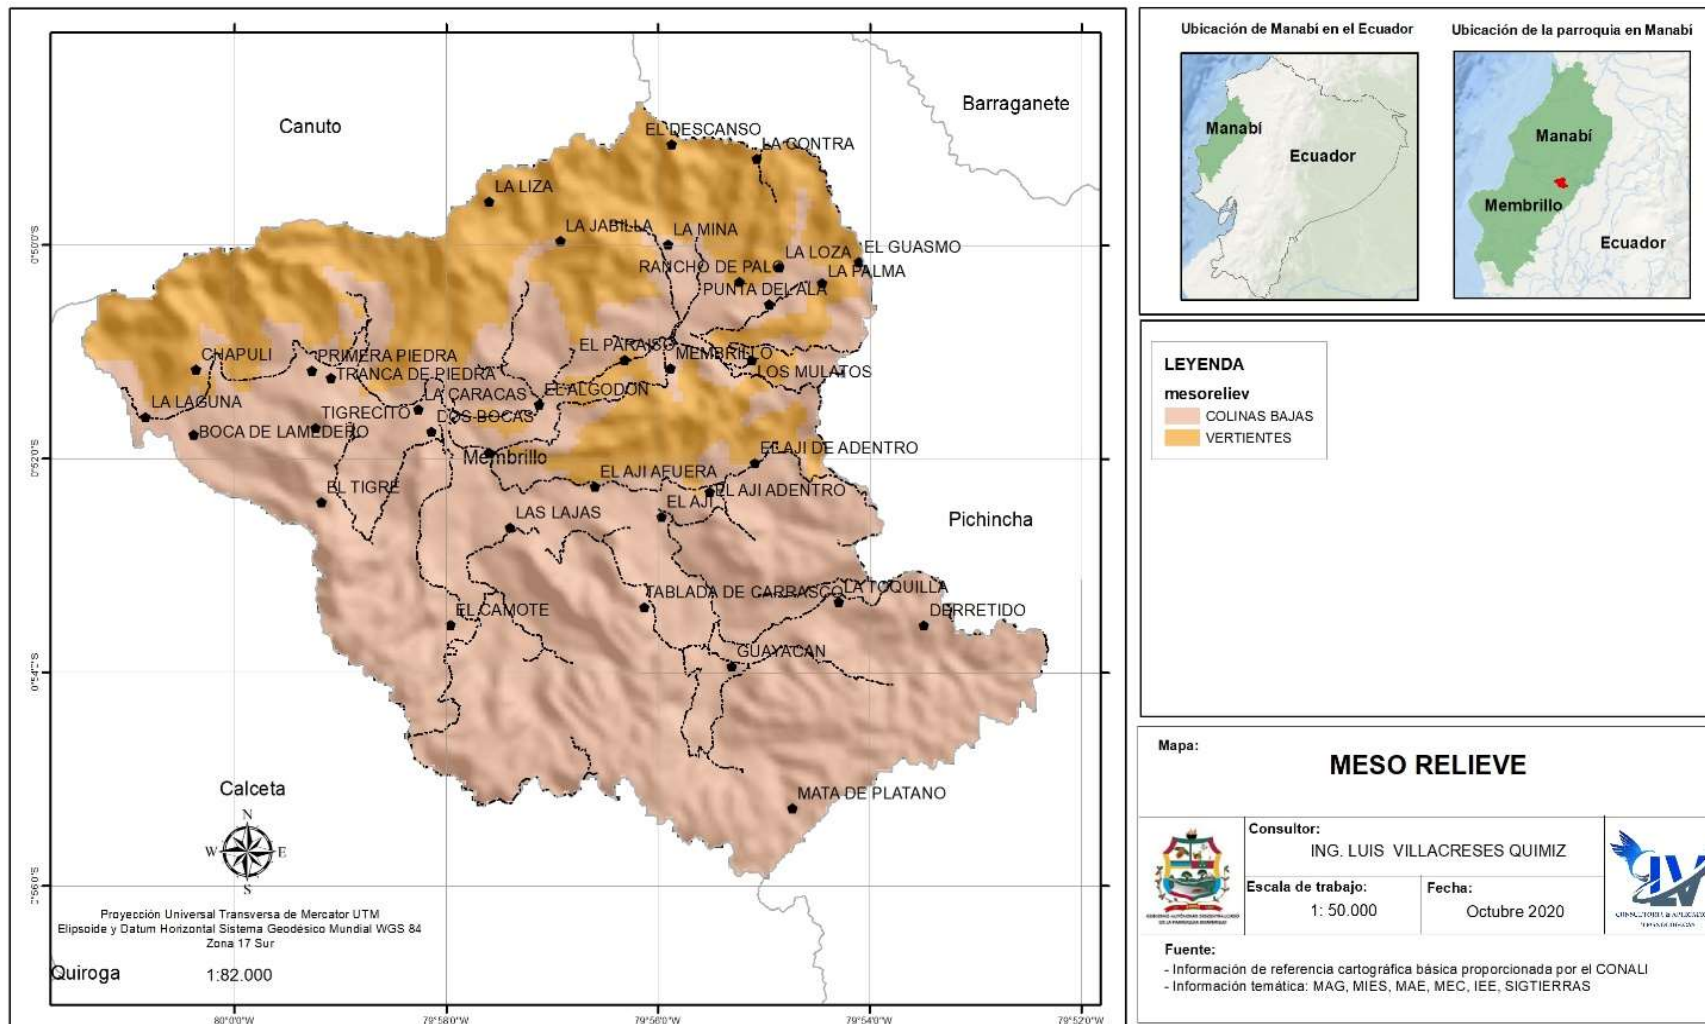 Canuto
Barraganete
EL DESCANSO
LA CONTRA
LA LIZA
LA JABILLA
LA MINA
LA LOZA
EL GUASMO
RANCHO DE PALO
LA PALMA
PUNTA DEL ALA
EL PARAISO
MEMBRILLO
CHAPULI
PRIMERA PIEDRA
TRANCA DE PIEDRA
LOS MULATOS
LA LAGUNA
LA CARACAS
EL ALGODON
TIGRECITO
DOS BOCAS
BOCA DE LAMEDERO
Membrillo
EL AJI DE ADENTRO
EL AJI AFUERA
EL TIGRE
EL AJI ADENTRO
EL AJI
LAS LAJAS
Pichincha
TABLADA DE CARRASCO
LA TOQUILLA
EL CAMOTE
DERRETIDO
GUAYACAN
MATA DE PLATANO
Calceta
N
W
E
S
Proyección Universal Transversa de Mercator UTM
Elipsoide y Datum Horizontal Sistema Geodésico Mundial WGS 84
Zona 17 Sur
Quiroga
1:82.000
0°50'0"S
0°52'0"S
0°54'0"S
80°0'0"W
79°58'0"W
79°56'0"W
79°54'0"W
79°52'0"W
Ubicación de Manabí en el Ecuador
Manabí
Ecuador
Ubicación de la parroquia en Manabí
Manabí
Membrillo
Ecuador
LEYENDA
mesoreliev
COLINAS BAJAS
VERTIENTES
Mapa:
MESO RELIEVE
Consultor:
ING. LUIS VILLACRESES QUIMIZ
Escala de trabajo:
1: 50.000
Fecha:
Octubre 2020
Fuente:
- Información de referencia cartográfica básica proporcionada por el CONALI
- Información temática: MAG, MIES, MAE, MEC, IEE, SIGTIERRAS